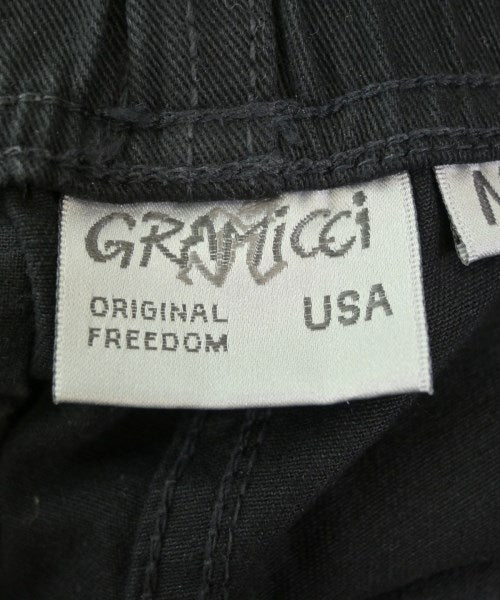 GRAMiCCi
ORIGINAL
FREEDOM
USA
M